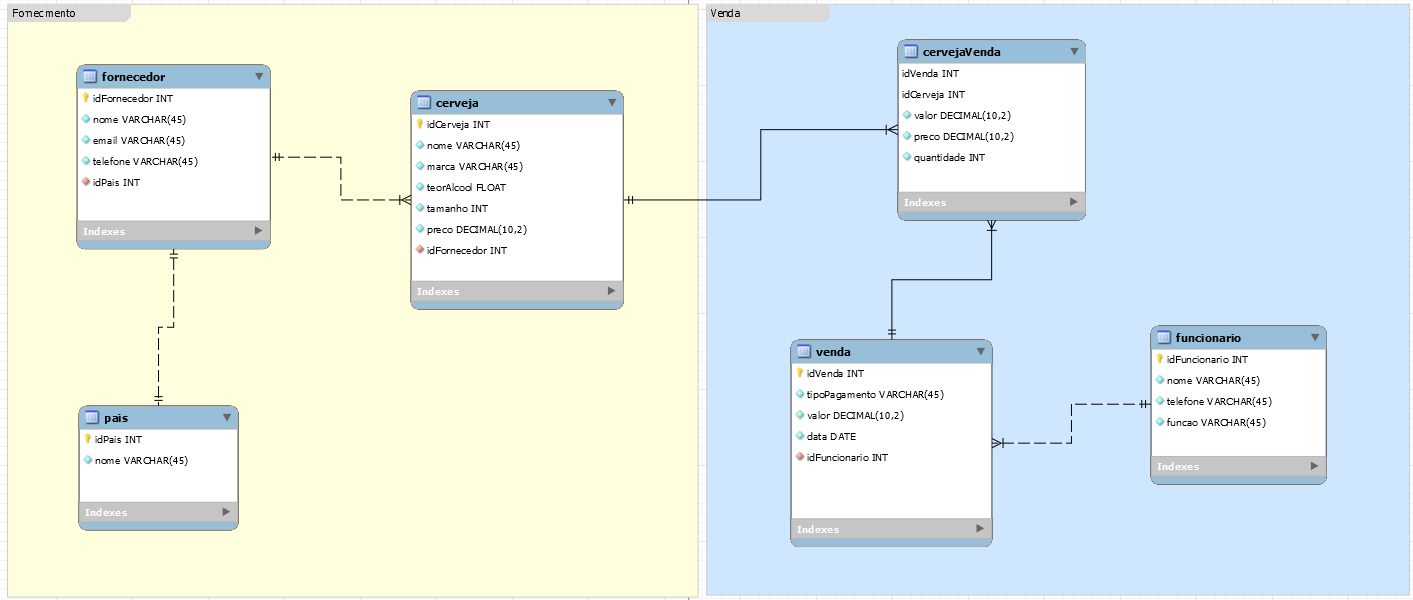 Fornecmento
fornecedor
idFornecedor INT
nome VARCHAR(45)
email VARCHAR(45)
telefone VARCHAR(45)
idPais INT
Indexes
cerveja
idCerveja INT
nome VARCHAR(45)
marca VARCHAR(45)
teorAlcool FLOAT
tamanho INT
preco DECIMAL(10,2)
idFornecedor INT
Indexes
pais
idPais INT
nome VARCHAR(45)
Indexes
Venda
cervejaVenda
idVenda INT
idCerveja INT
valor DECIMAL(10,2)
preco DECIMAL(10,2)
quantidade INT
Indexes
venda
idVenda INT
tipoPagamento VARCHAR(45)
valor DECIMAL(10,2)
data DATE
idFuncionario INT
Indexes
funcionario
idFuncionario INT
nome VARCHAR(45)
telefone VARCHAR(45)
funcao VARCHAR(45)
Indexes